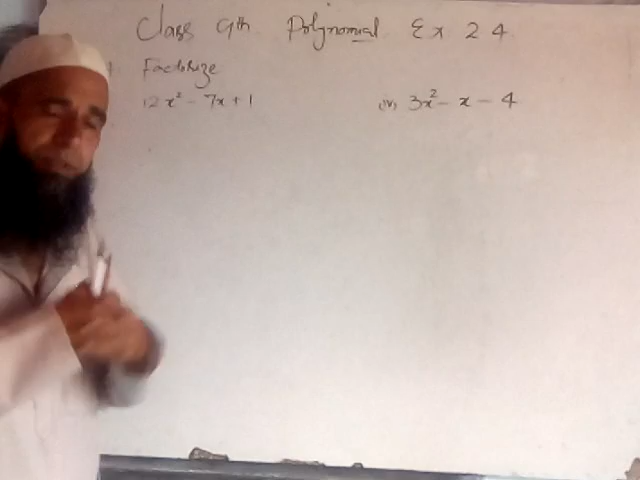 Class 9th Polynomial Ex 2 4
Factorize
12x² - 7x + 1 (iv) 3x² - x - 4